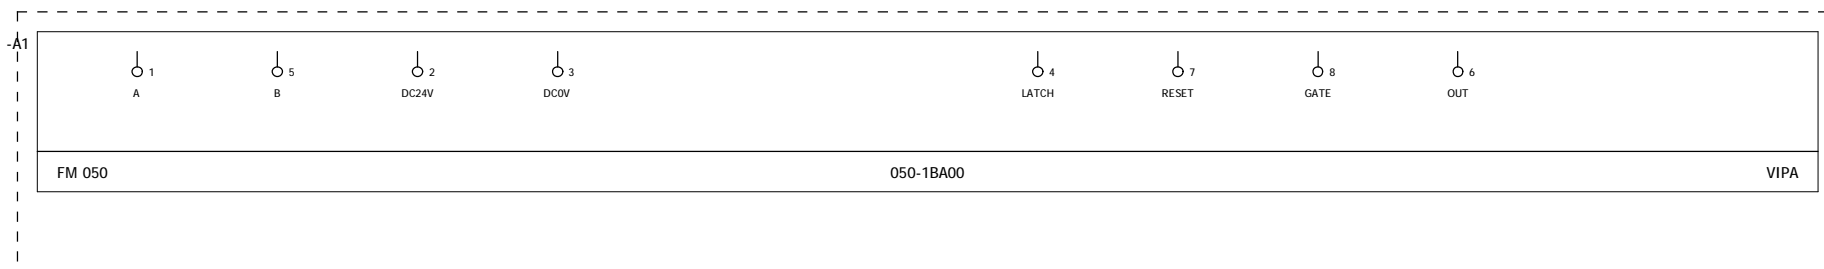 -A1
1 5 2 3 4 7 8 6
A B DC24V DC0V LATCH RESET GATE OUT
FM 050 050-1BA00 VIPA